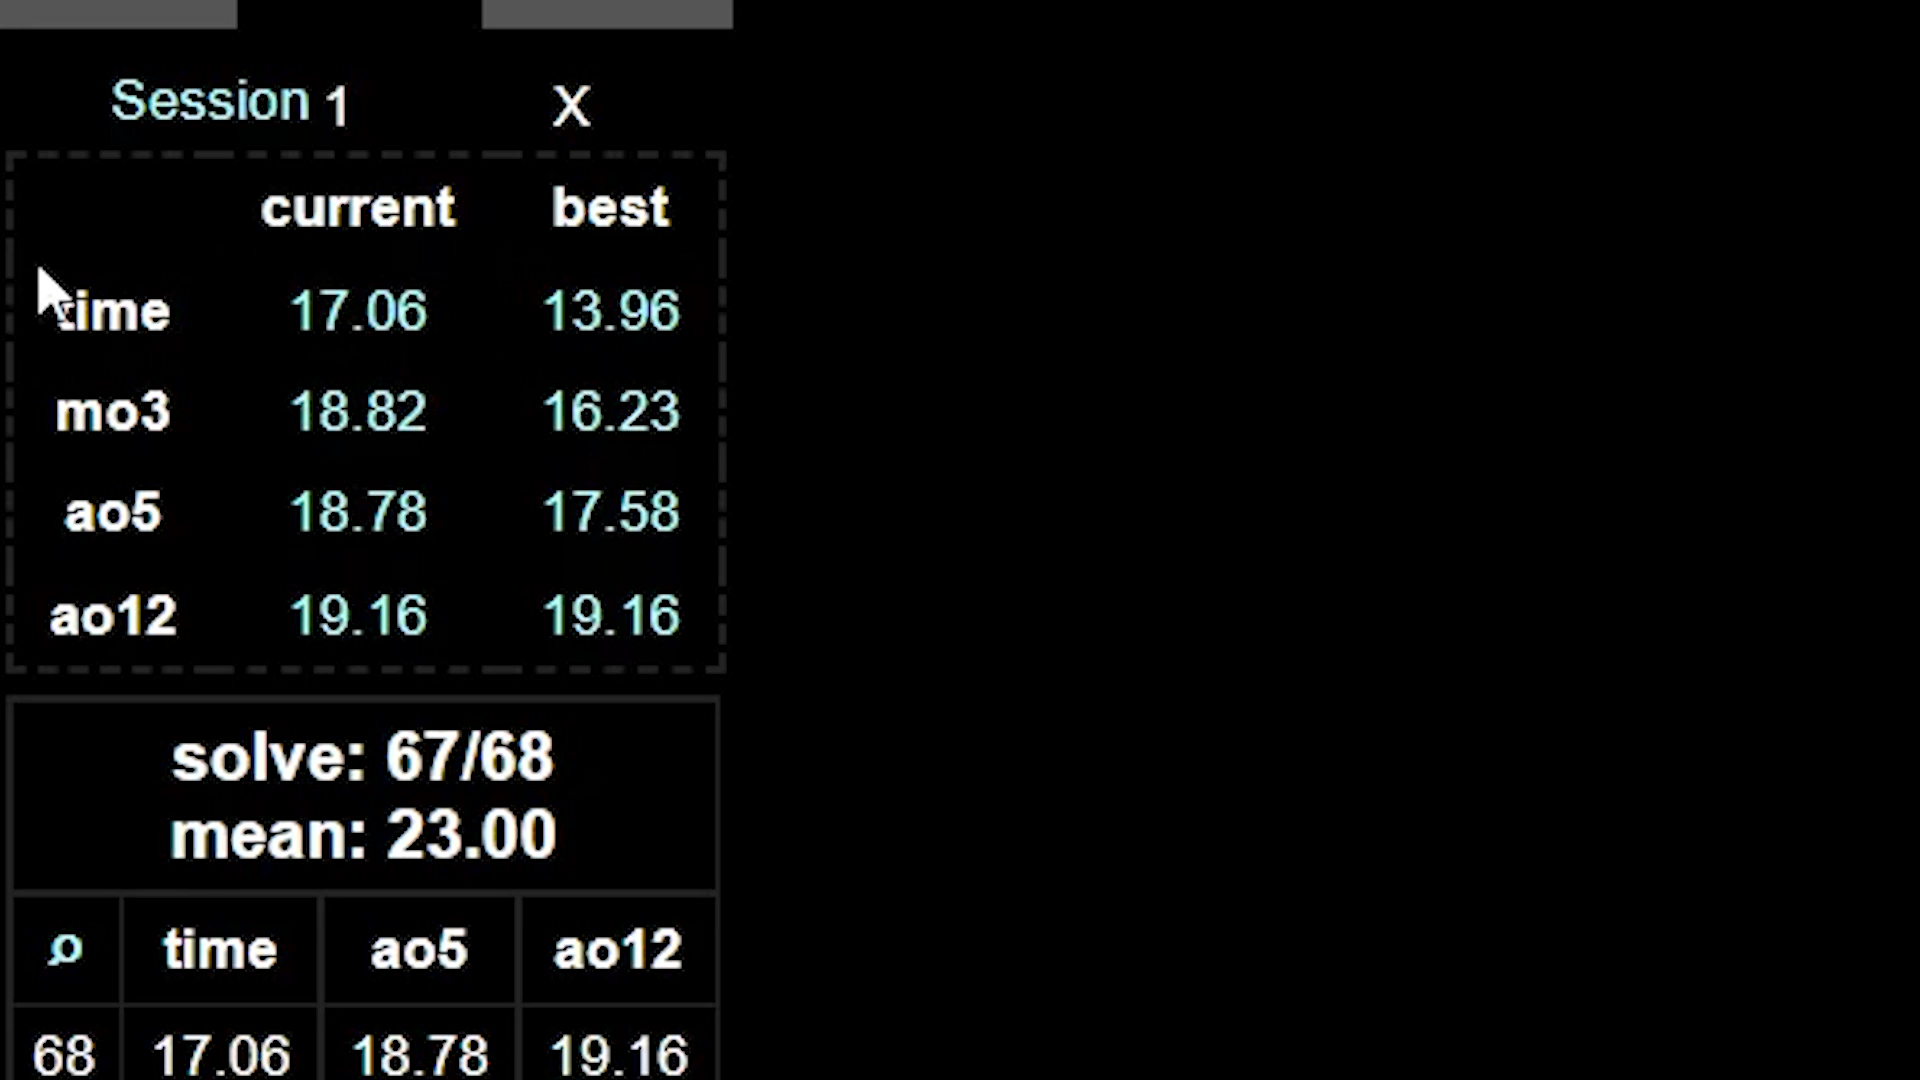 Session 1 X
current best
time 17.06 13.96
mo3 18.82 16.23
ao5 18.78 17.58
ao12 19.16 19.16
solve: 67/68
mean: 23.00
time ao5 ao12
68 17.06 18.78 19.16